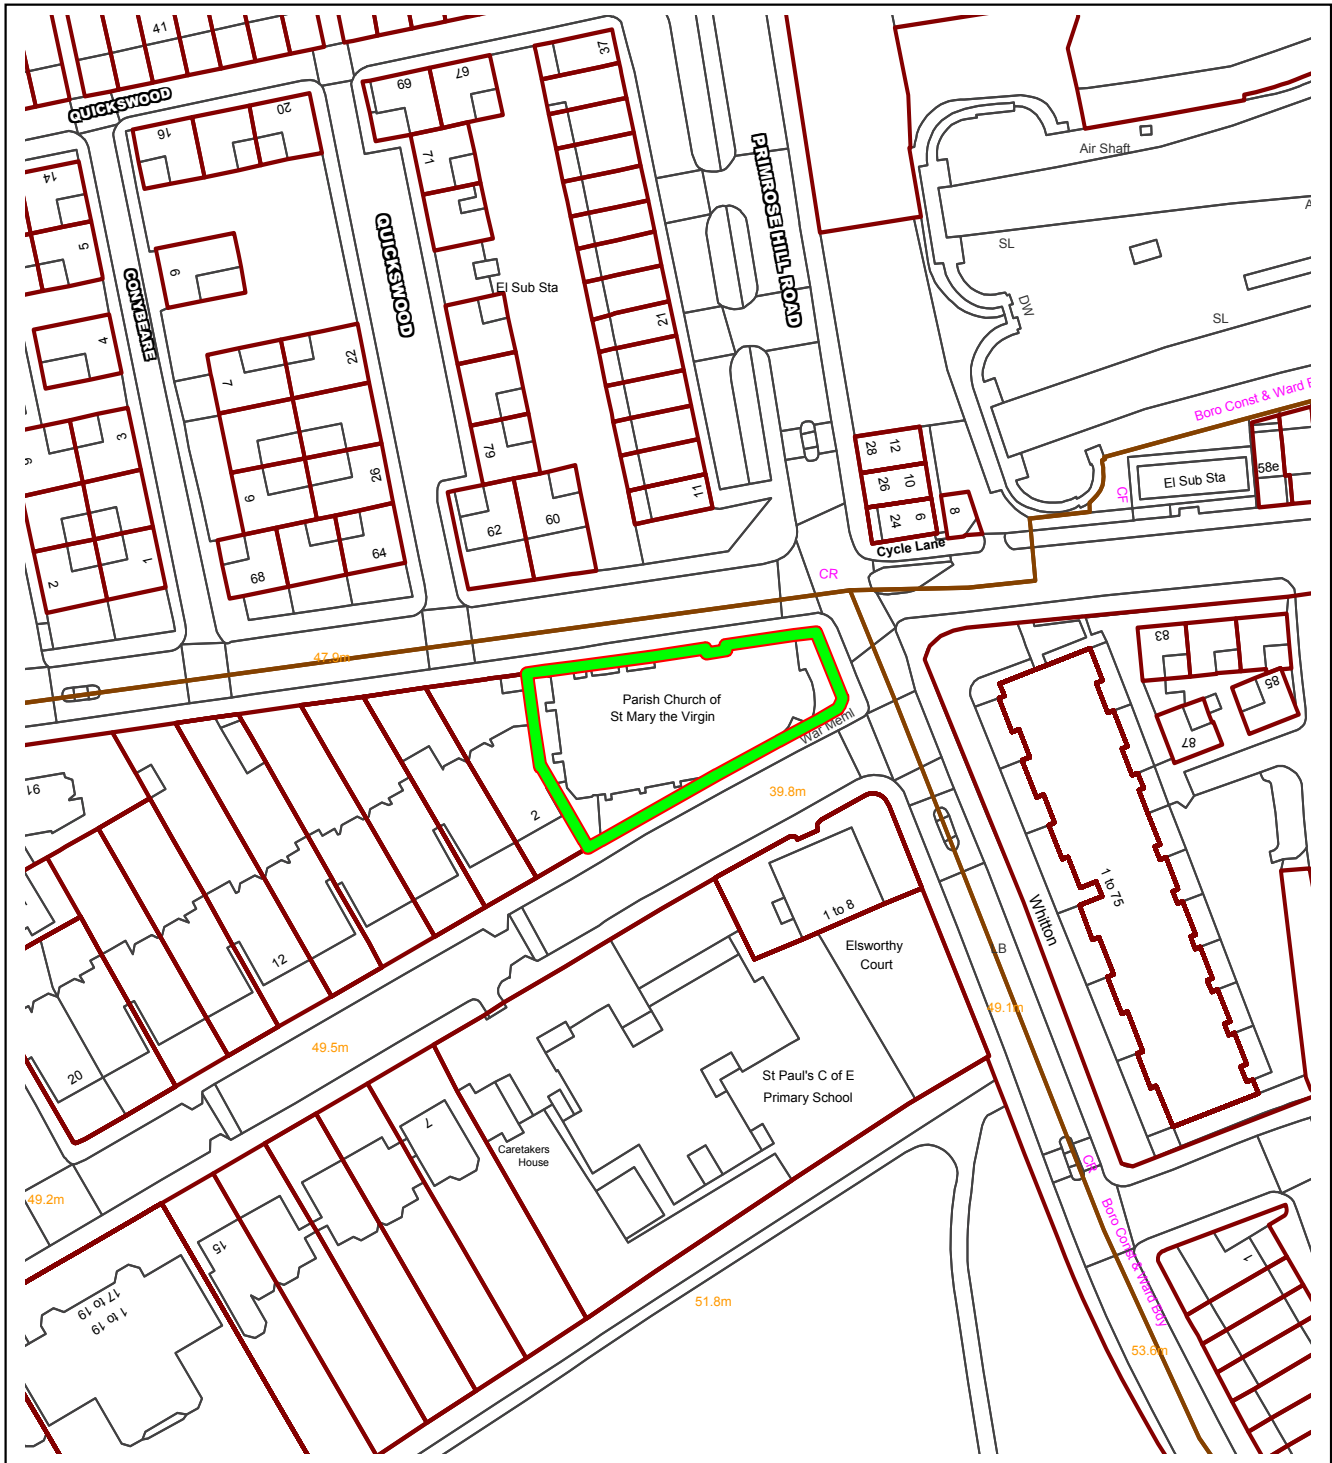 41
QUICKSWOOD
16
20
69
67
37
14
5
71
PRIMROSE HILL ROAD
Air Shaft
QUICKSWOOD
CONYBEARE
9
El Sub Sta
SL
DW
SL
4
7
22
21
Boro Const & Ward
3
9
26
79
11
28
12
26
10
24
6
8
58e
El Sub Sta
CF
62
60
Cycle Lane
2
1
68
64
CR
47.9m
83
85
87
Parish Church of
St Mary the Virgin
War Meml
39.8m
91
2
1 to 75
Whitton
1 to 8
Elsworthy
Court
LB
12
49.1m
49.5m
20
St Paul's C of E
Primary School
7
Caretakers
House
49.2m
CR
Boro Const & Ward Bdy
15
1
1 to 19
17 to 19
51.8m
53.6m